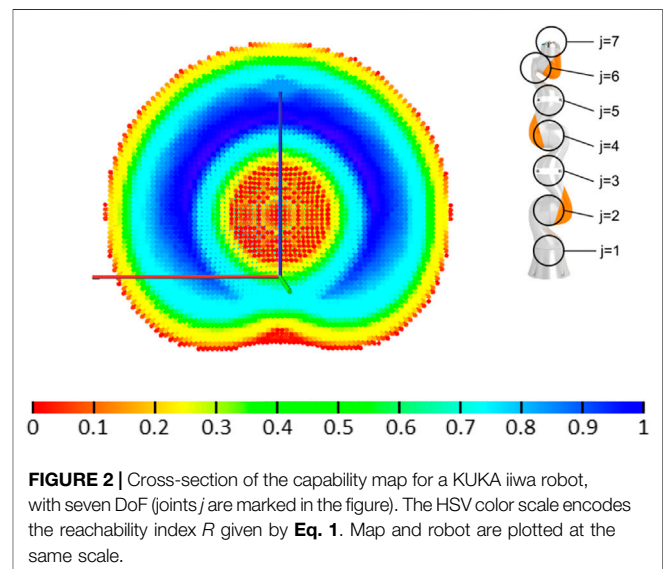 j=7
j=6
j=5
j=4
j=3
j=2
j=1
0 0.1 0.2 0.3 0.4 0.5 0.6 0.7 0.8 0.9 1
FIGURE 2 | Cross-section of the capability map for a KUKA iiwa robot,
with seven DoF (joints j are marked in the figure). The HSV color scale encodes
the reachability index R given by Eq. 1. Map and robot are plotted at the
same scale.